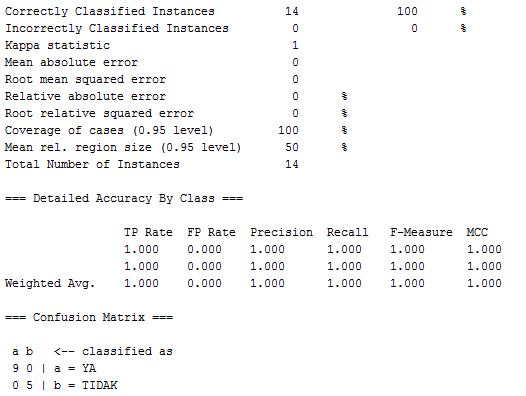 Correctly Classified Instances          14              100      %
Incorrectly Classified Instances         0                0      %
Kappa statistic                          1
Mean absolute error                      0
Root mean squared error                  0
Relative absolute error                  0      %
Root relative squared error              0      %
Coverage of cases (0.95 level)         100      %
Mean rel. region size (0.95 level)      50      %
Total Number of Instances               14
=== Detailed Accuracy By Class ===
TP Rate  FP Rate  Precision  Recall   F-Measure  MCC
1.000    0.000    1.000      1.000    1.000      1.000
1.000    0.000    1.000      1.000    1.000      1.000
Weighted Avg.    1.000    0.000    1.000      1.000    1.000      1.000
=== Confusion Matrix ===
a b   <-- classified as
9 0 | a = YA
0 5 | b = TIDAK